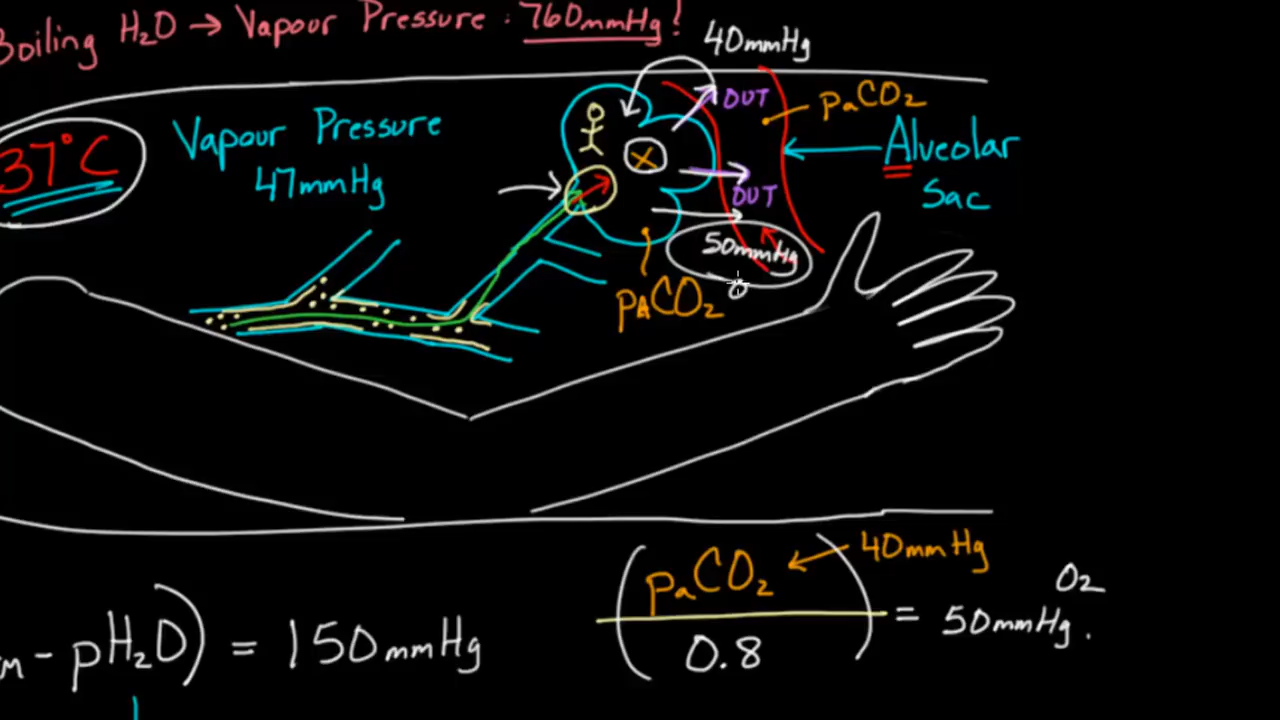 Boiling H₂O → Vapour Pressure : 760mmHg!
40mmHg
OUT
paCO₂
37°C
Vapour Pressure
47mmHg
X
Alveolar
Sac
OUT
50mmHg
O
pACO₂
m - pH₂O) = 150mmHg
(paCO₂ ← 40mmHg
0.8) = 50mmHg.
O₂